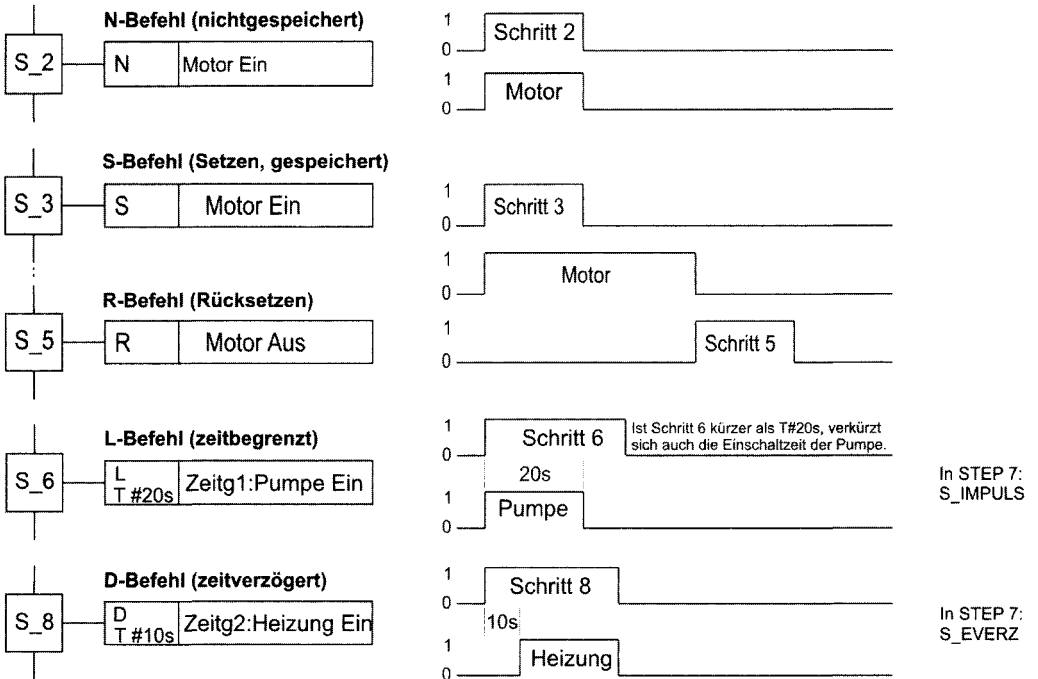 N-Befehl (nichtgespeichert)
S_2
N
Motor Ein
1
0
Schritt 2
1
0
Motor
S-Befehl (Setzen, gespeichert)
S_3
S
Motor Ein
1
0
Schritt 3
1
0
Motor
R-Befehl (Rücksetzen)
S_5
R
Motor Aus
1
0
Schritt 5
L-Befehl (zeitbegrenzt)
S_6
L
T #20s
Zeitg1:Pumpe Ein
1
0
Schritt 6
Ist Schritt 6 kürzer als T#20s, verkürzt
sich auch die Einschaltzeit der Pumpe.
20s
1
0
Pumpe
In STEP 7:
S_IMPULS
D-Befehl (zeitverzögert)
S_8
D
T #10s
Zeitg2:Heizung Ein
1
0
Schritt 8
10s
1
0
Heizung
In STEP 7:
S_EVERZ